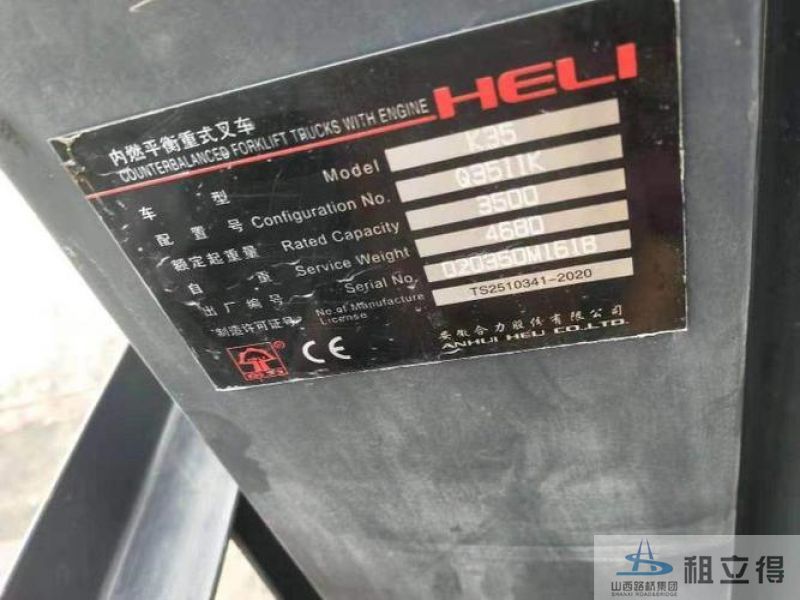 HELI
内燃平衡重式叉车
COUNTERBALANCED FORKLIFT TRUCKS WITH ENGINE
车型 Model K35
配置号 Configuration No. Q3511K
额定起重量 Rated Capacity 3500
自重 Service Weight 4680
出厂编号 Serial No. 020350M1618
制造许可证号 No.of Manufacture License TS2510341-2020
CE
安徽合力股份有限公司
ANHUI HELI CO.,LTD.
山西路桥集团
SHANXI ROAD&BRIDGE
租立得